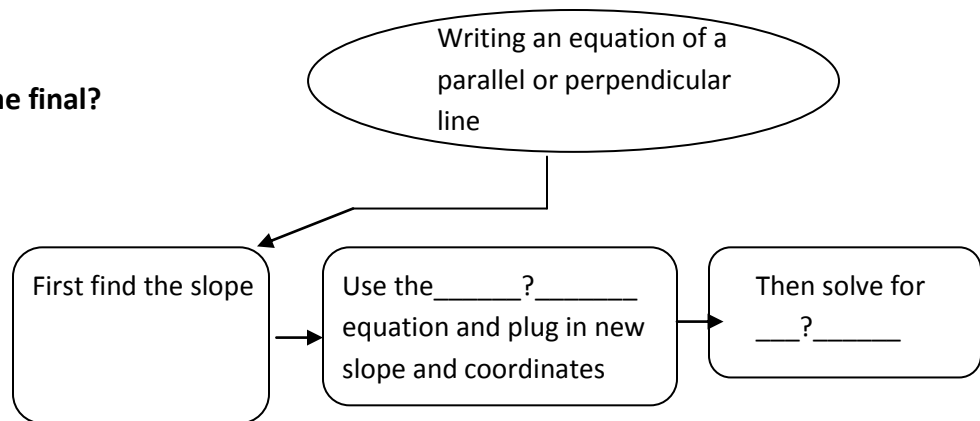 Writing an equation of a
parallel or perpendicular
line
ne final?
First find the slope
Use the______?_______
equation and plug in new
slope and coordinates
Then solve for
___?______